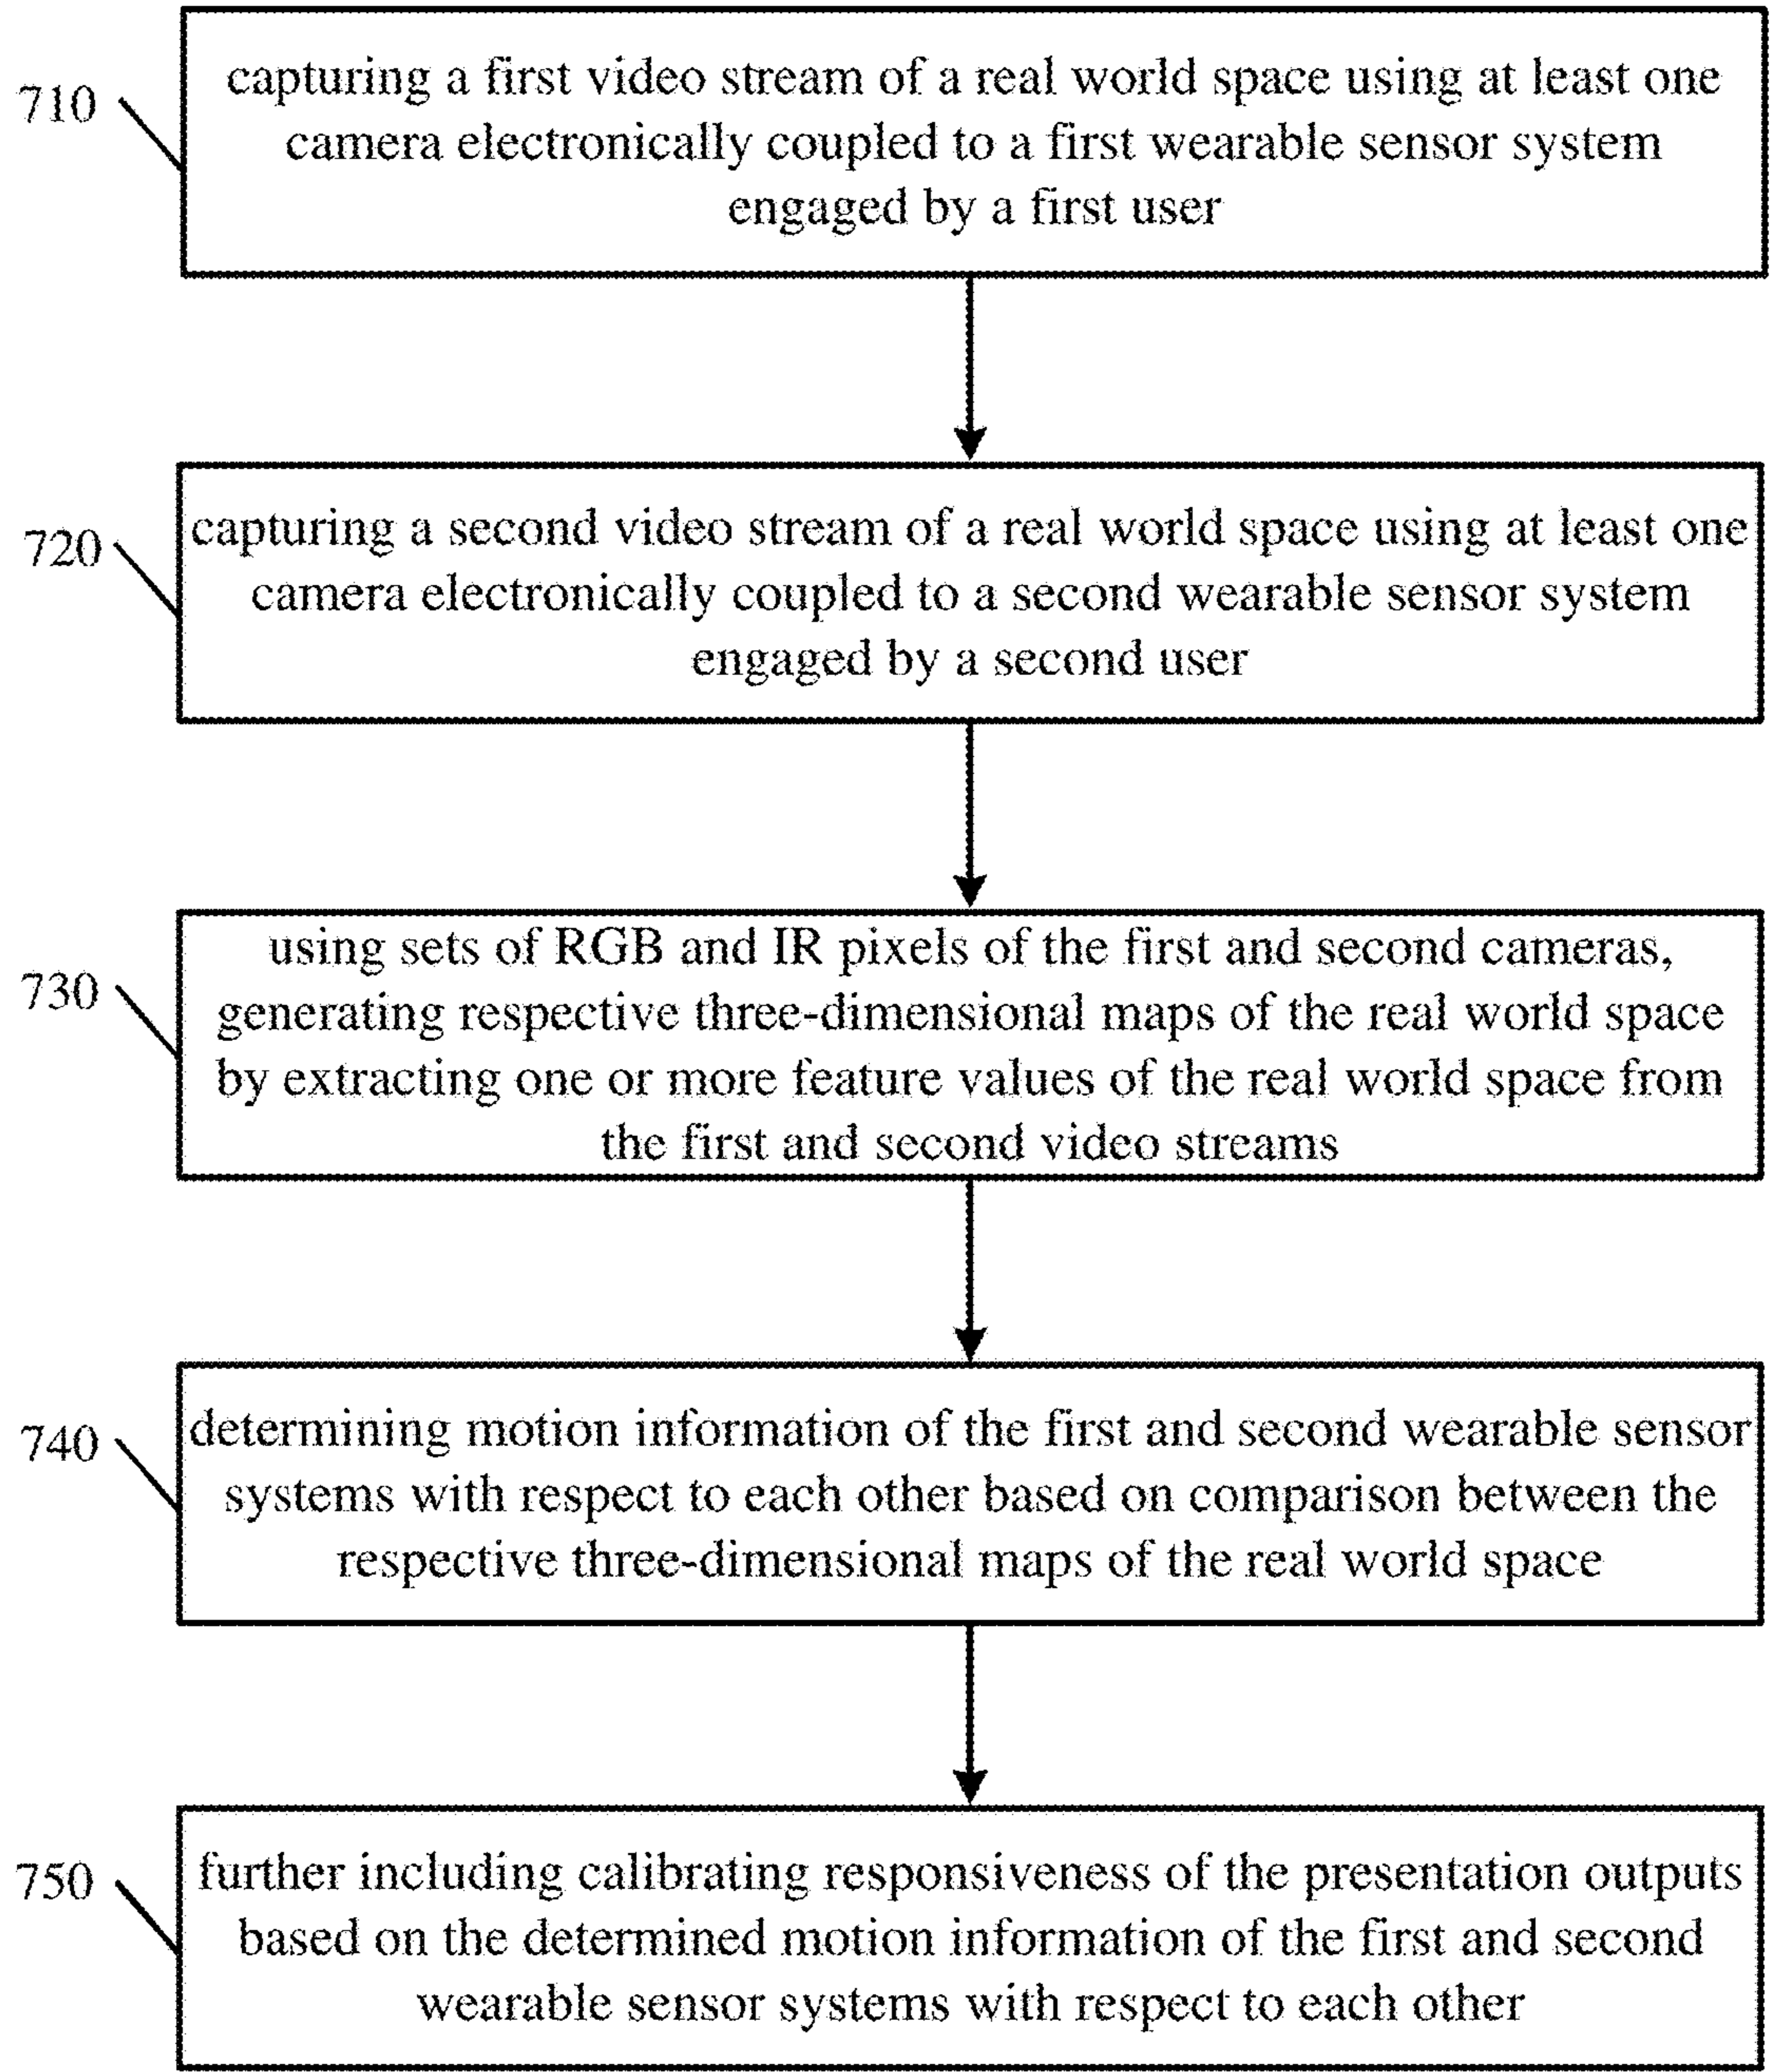 710
capturing a first video stream of a real world space using at least one
camera electronically coupled to a first wearable sensor system
engaged by a first user
720
capturing a second video stream of a real world space using at least one
camera electronically coupled to a second wearable sensor system
engaged by a second user
730
using sets of RGB and IR pixels of the first and second cameras,
generating respective three-dimensional maps of the real world space
by extracting one or more feature values of the real world space from
the first and second video streams
740
determining motion information of the first and second wearable sensor
systems with respect to each other based on comparison between the
respective three-dimensional maps of the real world space
750
further including calibrating responsiveness of the presentation outputs
based on the determined motion information of the first and second
wearable sensor systems with respect to each other